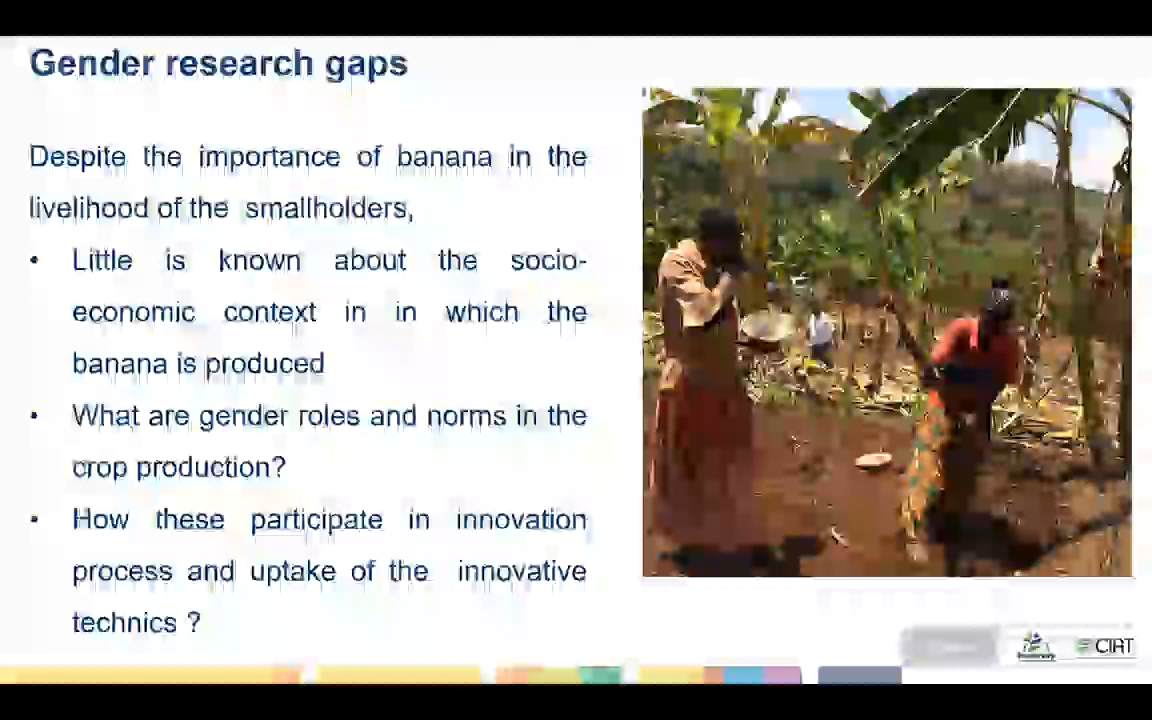 Gender research gaps
Despite the importance of banana in the
livelihood of the smallholders,
• Little is known about the socio-
economic context in in which the
banana is produced
• What are gender roles and norms in the
crop production?
• How these participate in innovation
process and uptake of the innovative
technics ?
CIAT